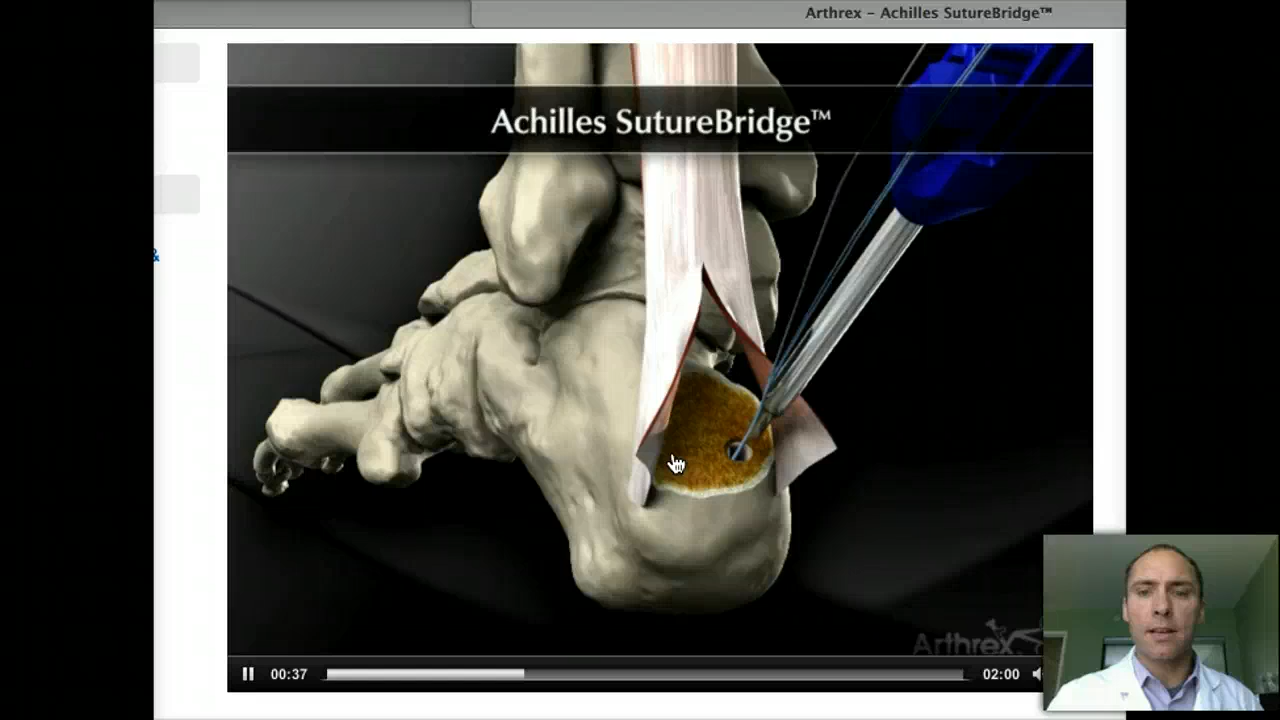 Arthrex – Achilles SutureBridge™
Achilles SutureBridge™
&
Arthrex
00:37
02:00